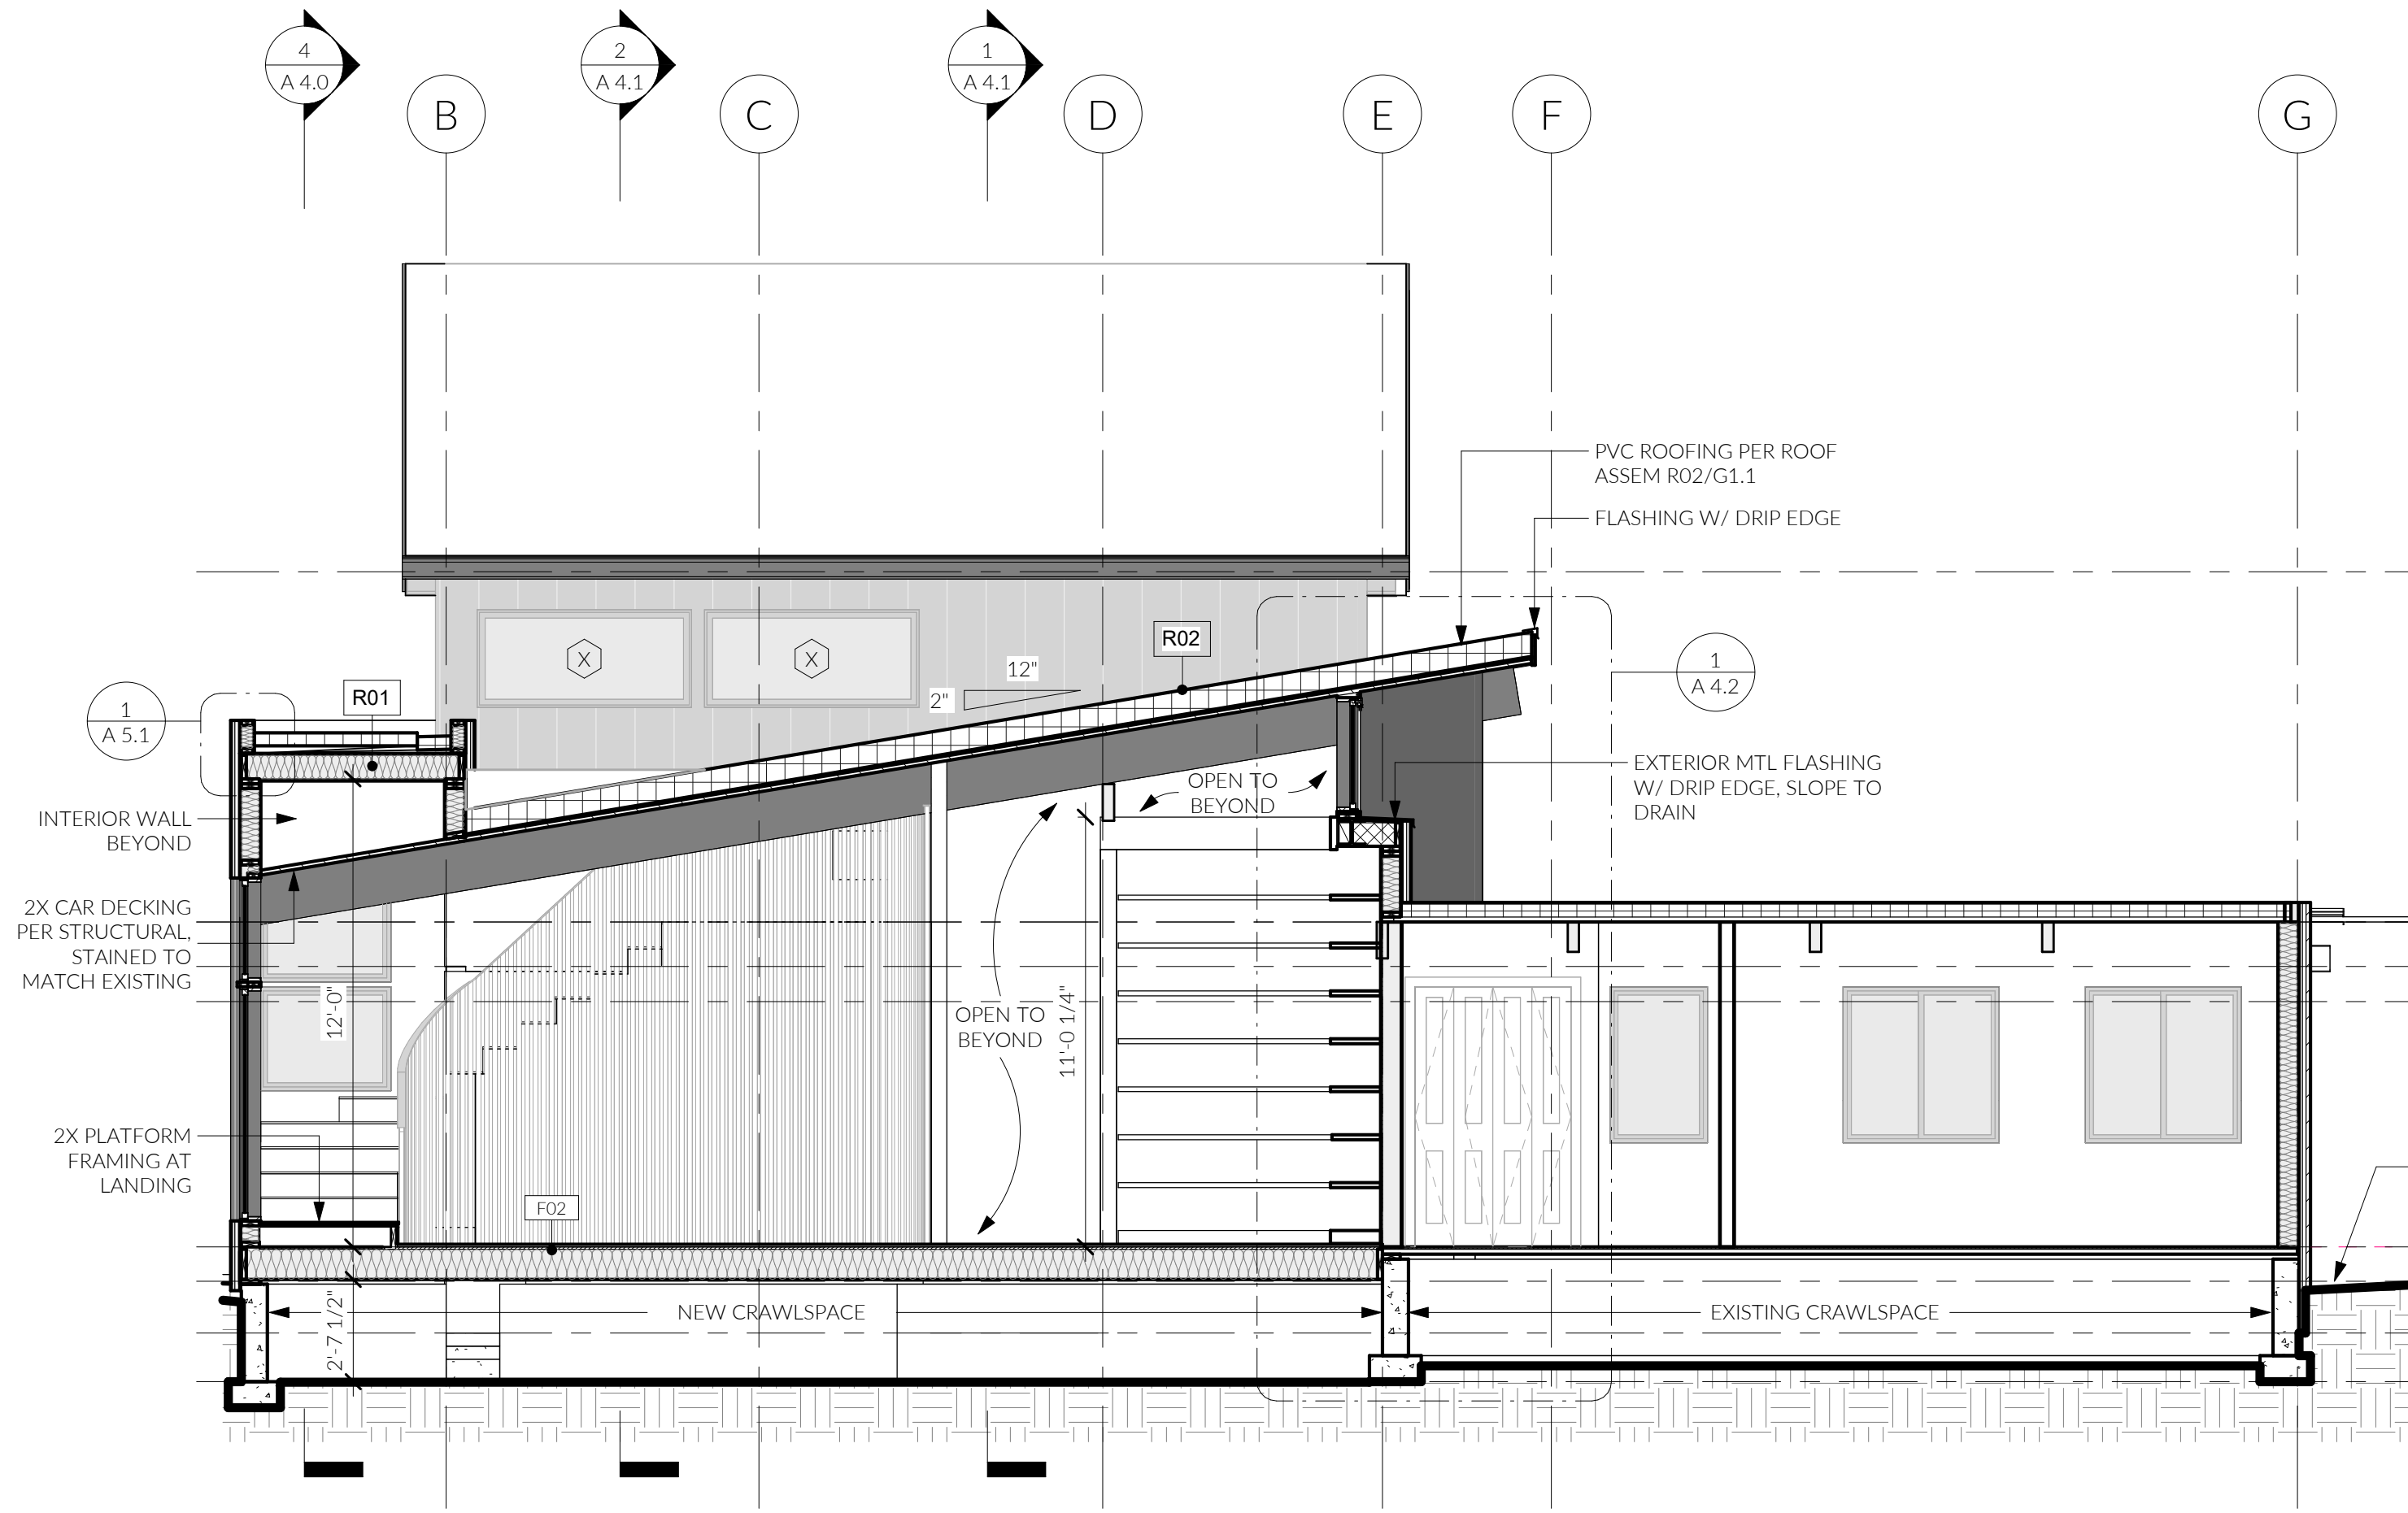 4
A 4.0
2
A 4.1
1
A 4.1
B
C
D
E
F
G
PVC ROOFING PER ROOF
ASSEM R02/G1.1
FLASHING W/ DRIP EDGE
X
X
R02
12"
2"
1
A 4.2
R01
1
A 5.1
INTERIOR WALL
BEYOND
OPEN TO
BEYOND
EXTERIOR MTL FLASHING
W/ DRIP EDGE, SLOPE TO
DRAIN
2X CAR DECKING
PER STRUCTURAL,
STAINED TO
MATCH EXISTING
12'-0"
OPEN TO
BEYOND
11'-0 1/4"
2X PLATFORM
FRAMING AT
LANDING
F02
2'-7 1/2"
NEW CRAWLSPACE
EXISTING CRAWLSPACE